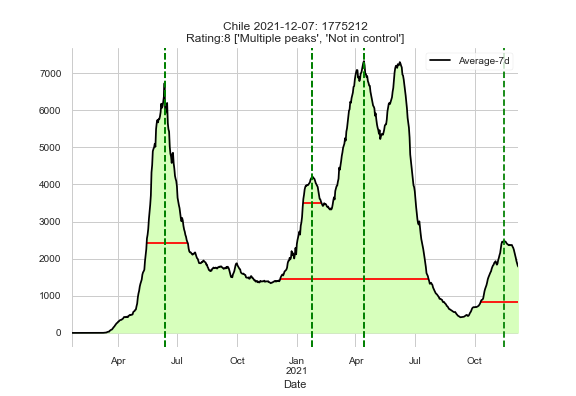 Chile 2021-12-07: 1775212
Rating:8 ['Multiple peaks', 'Not in control']
Average-7d
7000
6000
5000
4000
3000
2000
1000
0
Apr Jul Oct Jan Apr Jul Oct
2021
Date